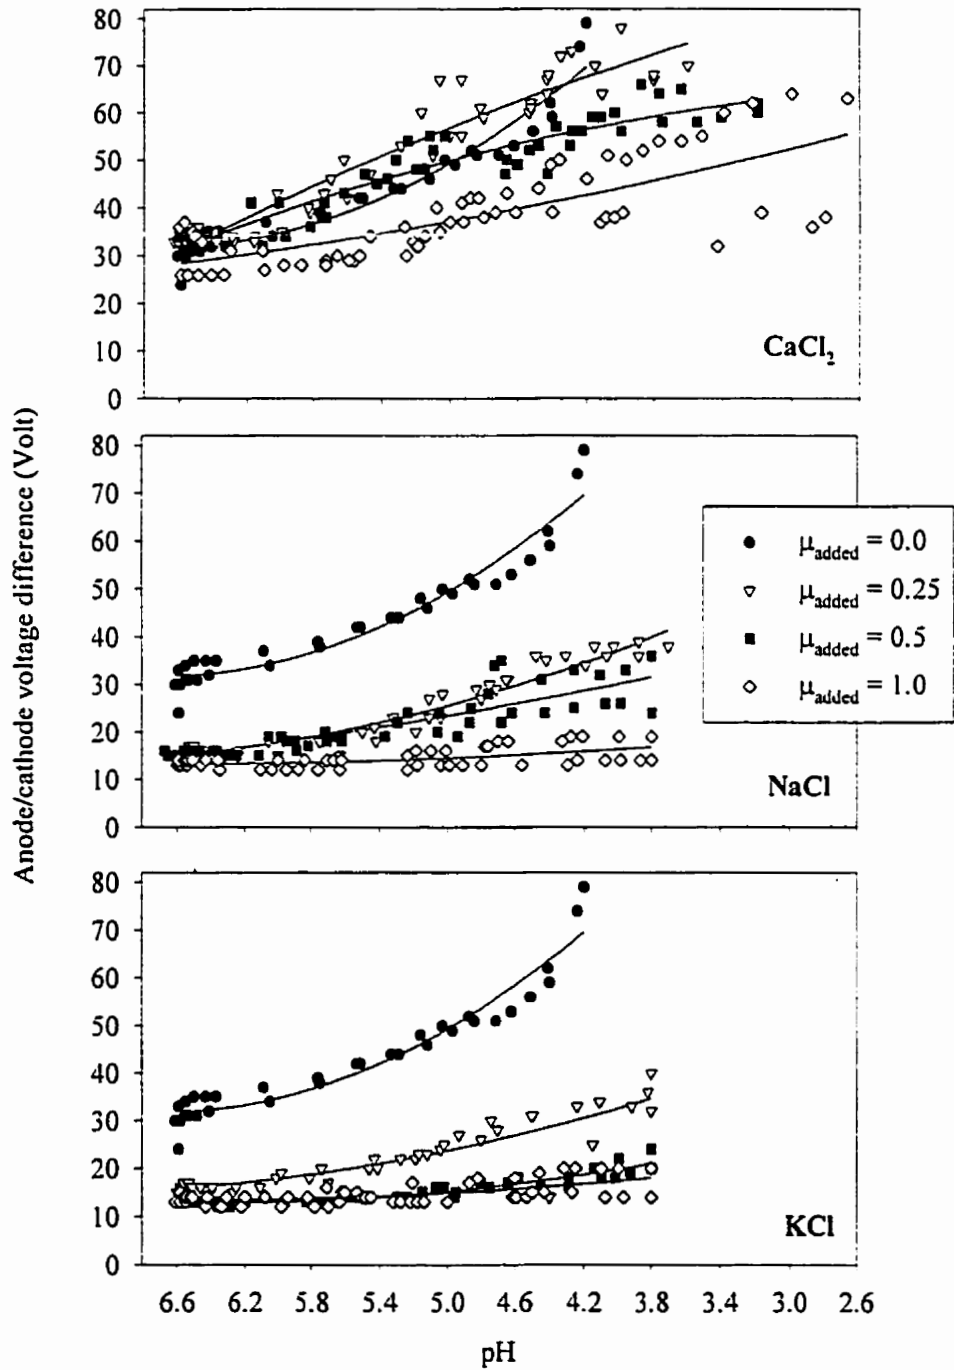 Anode/cathode voltage difference (Volt)
80
70
60
50
40
30
20
10
0
CaCl₂
80
70
60
50
40
30
20
10
0
NaCl
μadded = 0.0
μadded = 0.25
μadded = 0.5
μadded = 1.0
80
70
60
50
40
30
20
10
0
KCl
6.6 6.2 5.8 5.4 5.0 4.6 4.2 3.8 3.4 3.0 2.6
pH